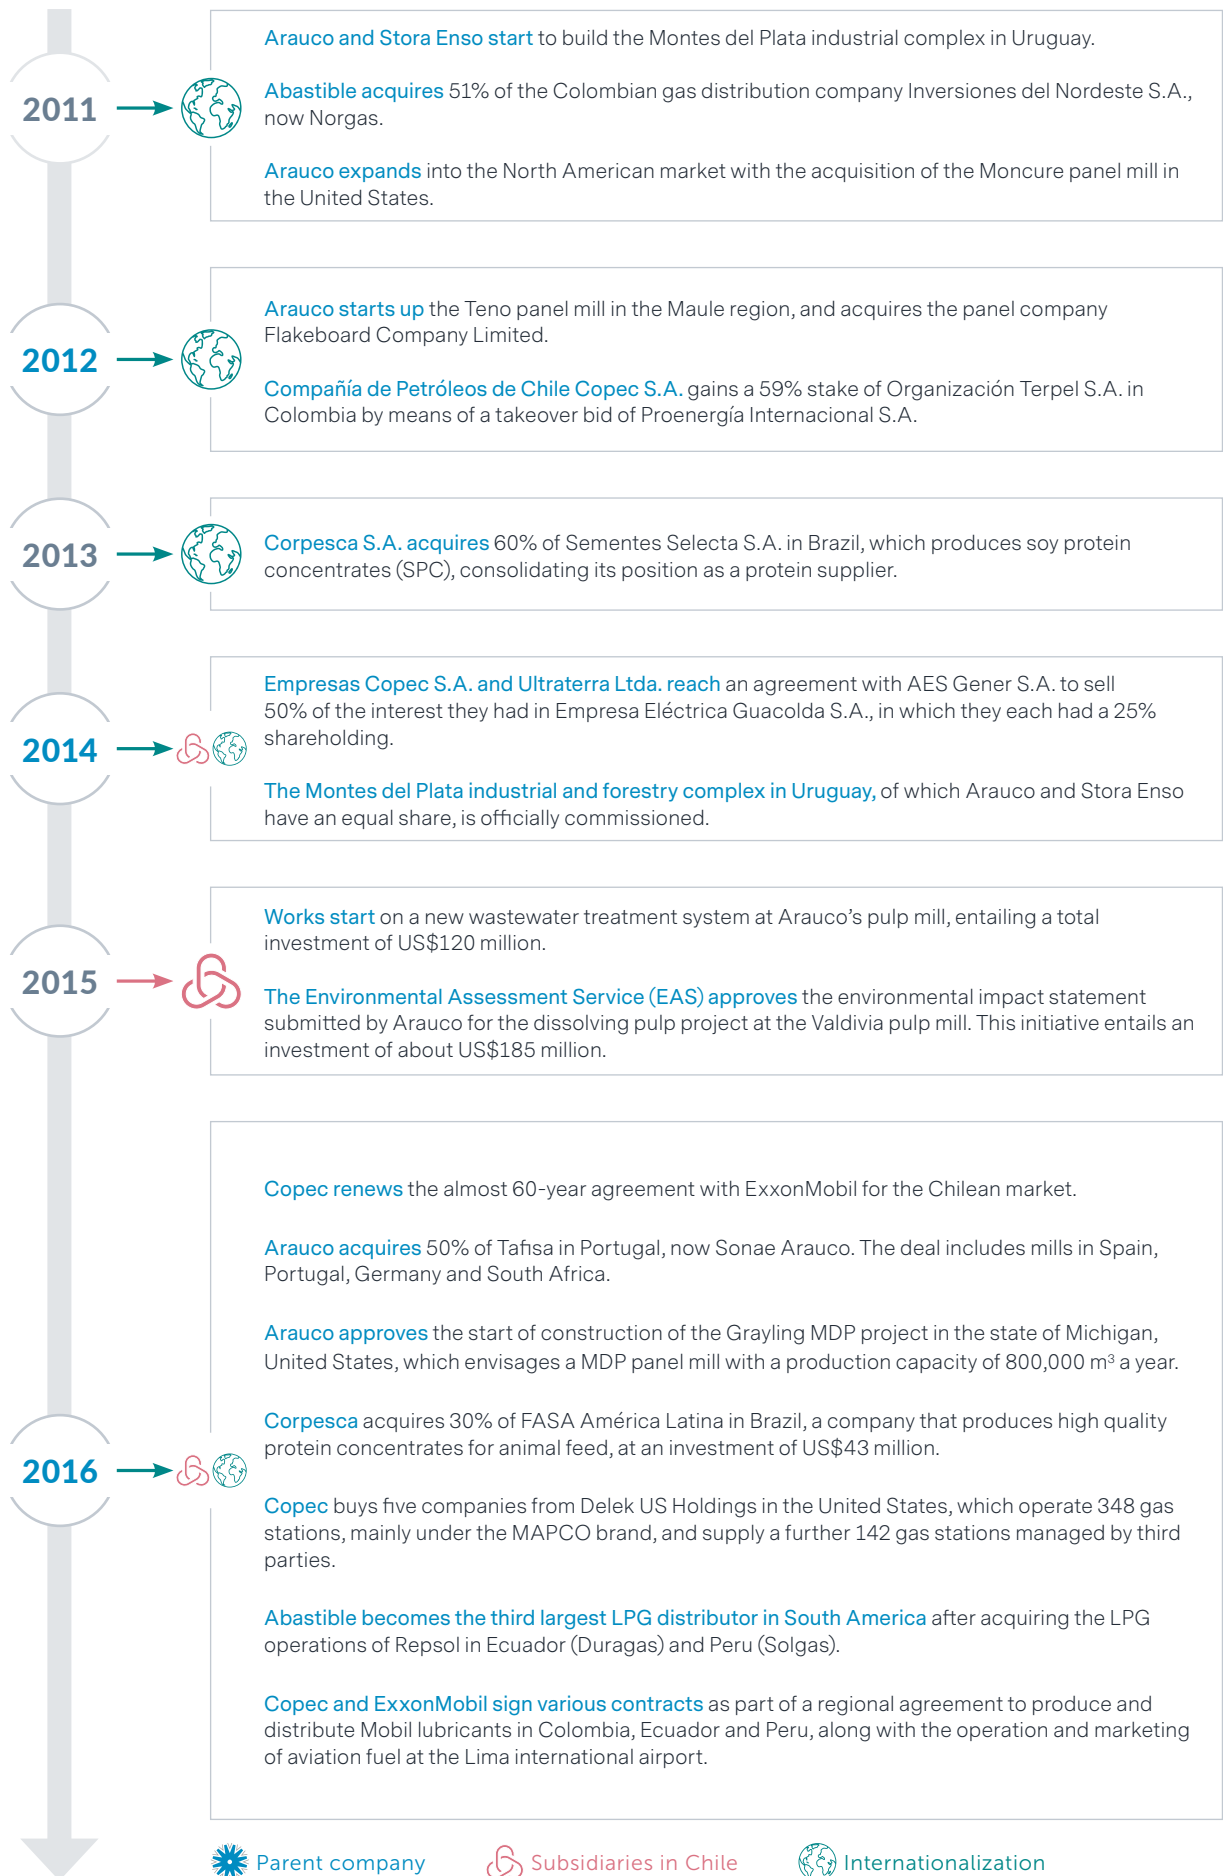 2011
Arauco and Stora Enso start to build the Montes del Plata industrial complex in Uruguay.
Abastible acquires 51% of the Colombian gas distribution company Inversiones del Nordeste S.A.,
now Norgas.
Arauco expands into the North American market with the acquisition of the Moncure panel mill in
the United States.
2012
Arauco starts up the Teno panel mill in the Maule region, and acquires the panel company
Flakeboard Company Limited.
Compañía de Petróleos de Chile Copec S.A. gains a 59% stake of Organización Terpel S.A. in
Colombia by means of a takeover bid of Proenergía Internacional S.A.
2013
Corpesca S.A. acquires 60% of Sementes Selecta S.A. in Brazil, which produces soy protein
concentrates (SPC), consolidating its position as a protein supplier.
2014
Empresas Copec S.A. and Ultraterra Ltda. reach an agreement with AES Gener S.A. to sell
50% of the interest they had in Empresa Eléctrica Guacolda S.A., in which they each had a 25%
shareholding.
The Montes del Plata industrial and forestry complex in Uruguay, of which Arauco and Stora Enso
have an equal share, is officially commissioned.
2015
Works start on a new wastewater treatment system at Arauco's pulp mill, entailing a total
investment of US$120 million.
The Environmental Assessment Service (EAS) approves the environmental impact statement
submitted by Arauco for the dissolving pulp project at the Valdivia pulp mill. This initiative entails an
investment of about US$185 million.
2016
Copec renews the almost 60-year agreement with ExxonMobil for the Chilean market.
Arauco acquires 50% of Tafisa in Portugal, now Sonae Arauco. The deal includes mills in Spain,
Portugal, Germany and South Africa.
Arauco approves the start of construction of the Grayling MDP project in the state of Michigan,
United States, which envisages a MDP panel mill with a production capacity of 800,000 m³ a year.
Corpesca acquires 30% of FASA América Latina in Brazil, a company that produces high quality
protein concentrates for animal feed, at an investment of US$43 million.
Copec buys five companies from Delek US Holdings in the United States, which operate 348 gas
stations, mainly under the MAPCO brand, and supply a further 142 gas stations managed by third
parties.
Abastible becomes the third largest LPG distributor in South America after acquiring the LPG
operations of Repsol in Ecuador (Duragas) and Peru (Solgas).
Copec and ExxonMobil sign various contracts as part of a regional agreement to produce and
distribute Mobil lubricants in Colombia, Ecuador and Peru, along with the operation and marketing
of aviation fuel at the Lima international airport.
Parent company
Subsidiaries in Chile
Internationalization